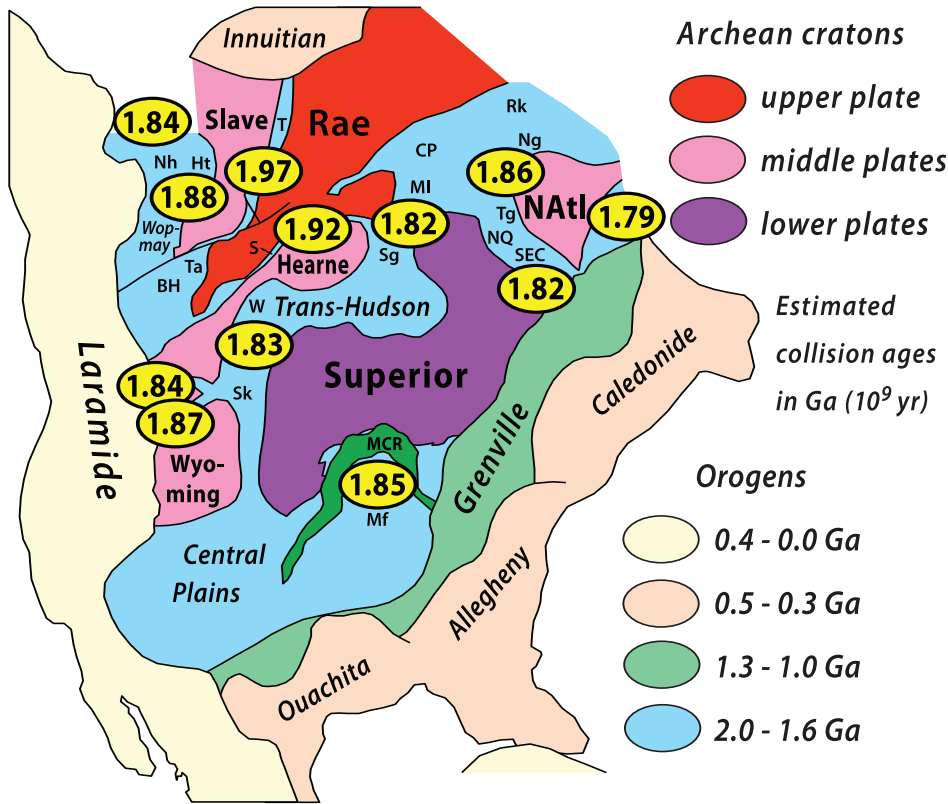 Innuitian
Archean cratons
upper plate
middle plates
lower plates
Slave
T
Rae
Rk
1.84
Nh
Ht
1.97
CP
Ng
1.86
1.88
MI
NAtl
1.79
Wop-
may
S
1.92
1.82
Tg
NQ
SEC
Ta
BH
Hearne
Sg
1.82
W
Trans-Hudson
Estimated
collision ages
in Ga (10⁹ yr)
1.83
Laramide
1.84
1.87
Sk
Superior
Caledonide
Wyo-
ming
MCR
1.85
Mf
Grenville
Orogens
0.4 - 0.0 Ga
0.5 - 0.3 Ga
1.3 - 1.0 Ga
2.0 - 1.6 Ga
Central
Plains
Allegheny
Ouachita